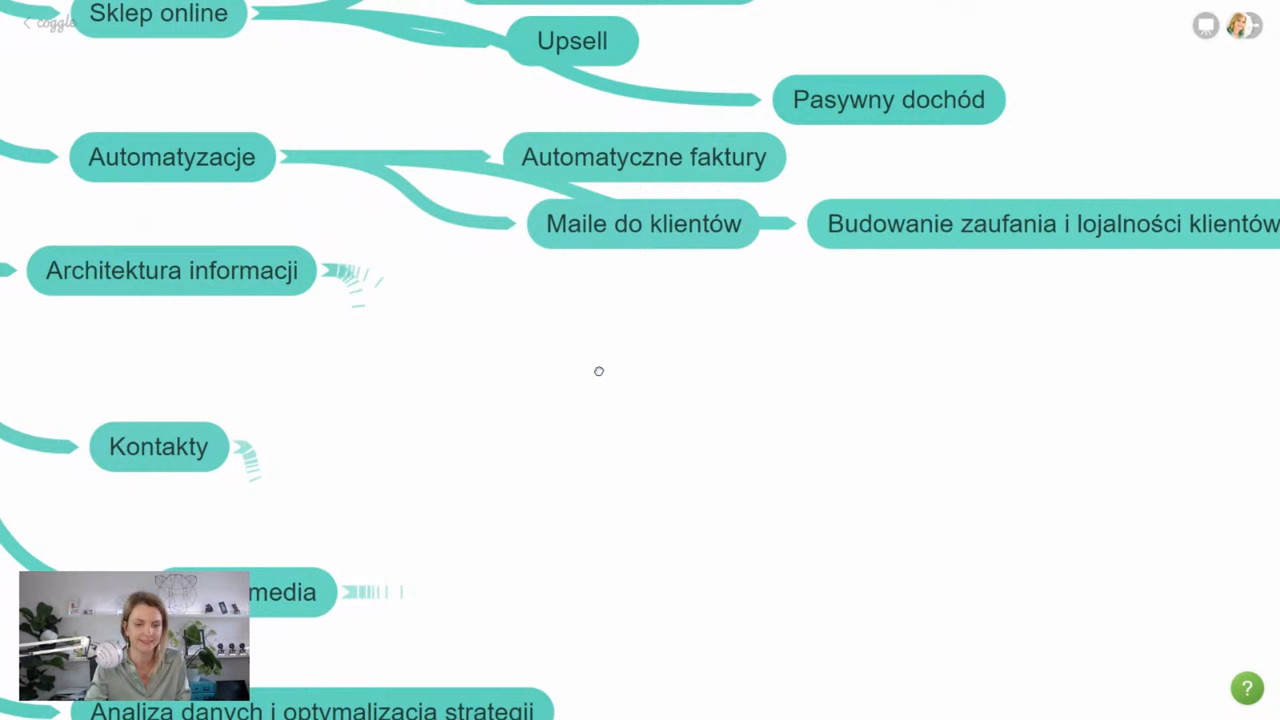 Sklep online
coggle
Upsell
Pasywny dochód
Automatyzacje
Automatyczne faktury
Maile do klientów
Budowanie zaufania i lojalności klientów
Architektura informacji
Kontakty
media
Analiza danych i optymalizacja strategii
?